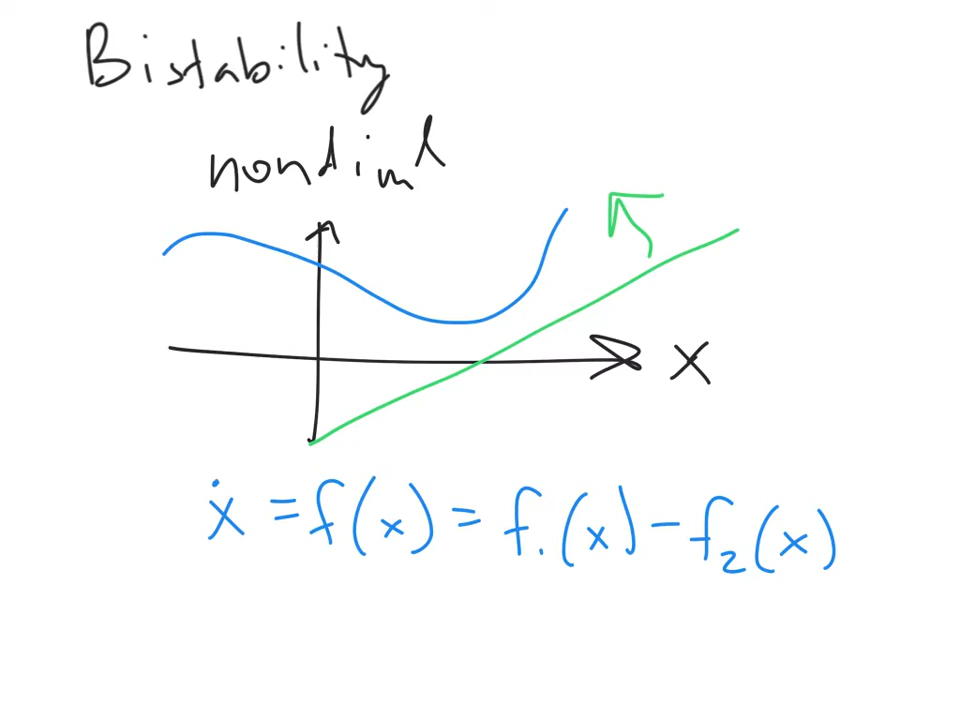 Bistability
nondim'l
X
ẋ = f(x) = f₁(x) - f₂(x)